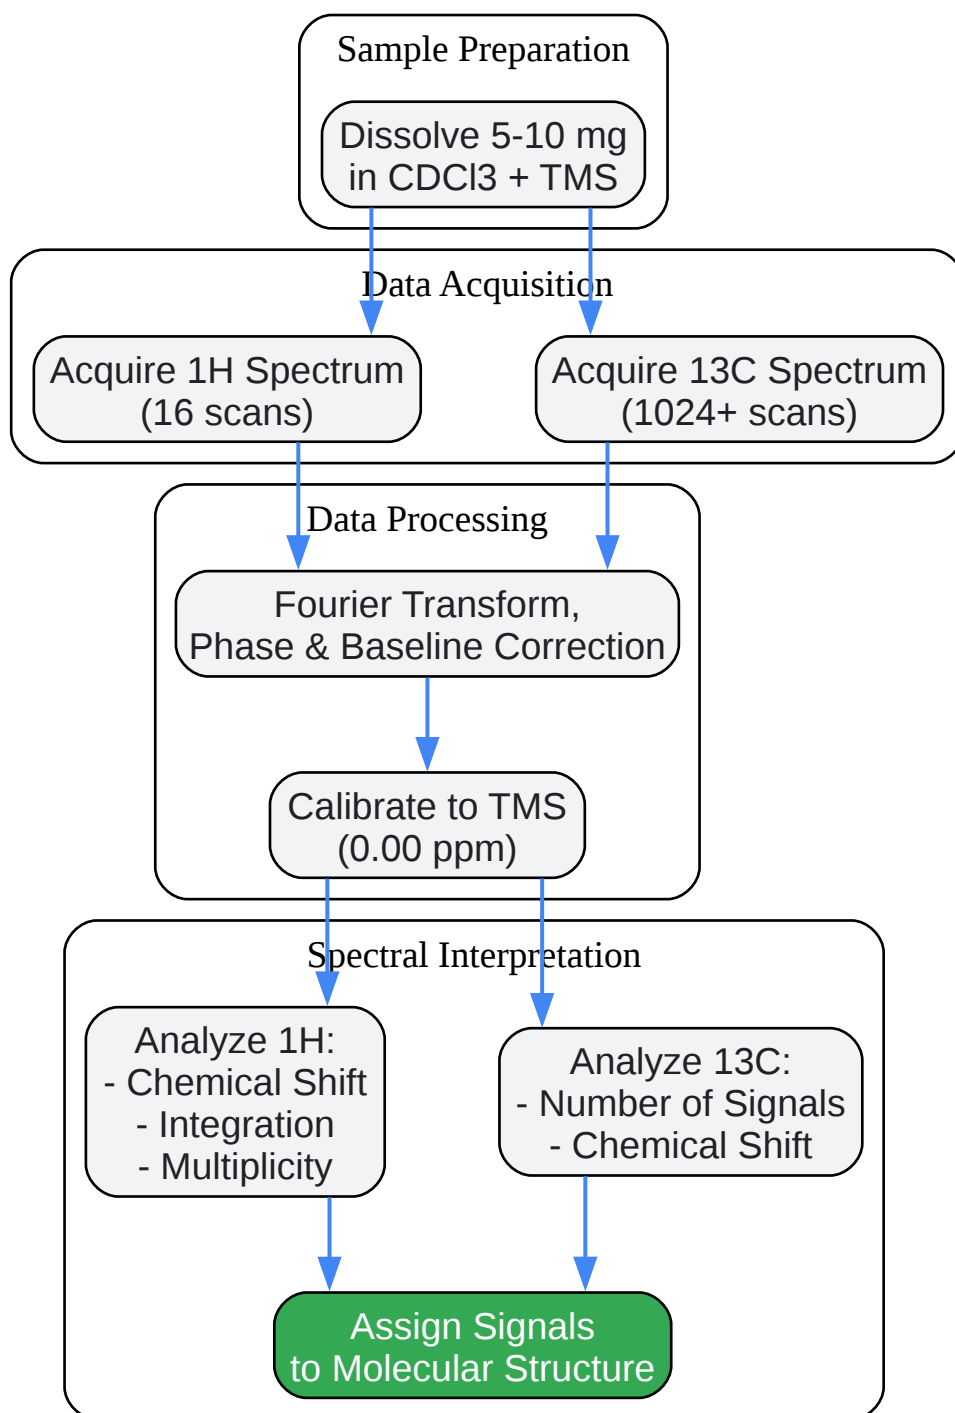 Sample Preparation
Dissolve 5-10 mg
in CDCl3 + TMS
Data Acquisition
Acquire 1H Spectrum
(16 scans)
Acquire 13C Spectrum
(1024+ scans)
Data Processing
Fourier Transform,
Phase & Baseline Correction
Calibrate to TMS
(0.00 ppm)
Spectral Interpretation
Analyze 1H:
- Chemical Shift
- Integration
- Multiplicity
Analyze 13C:
- Number of Signals
- Chemical Shift
Assign Signals
to Molecular Structure